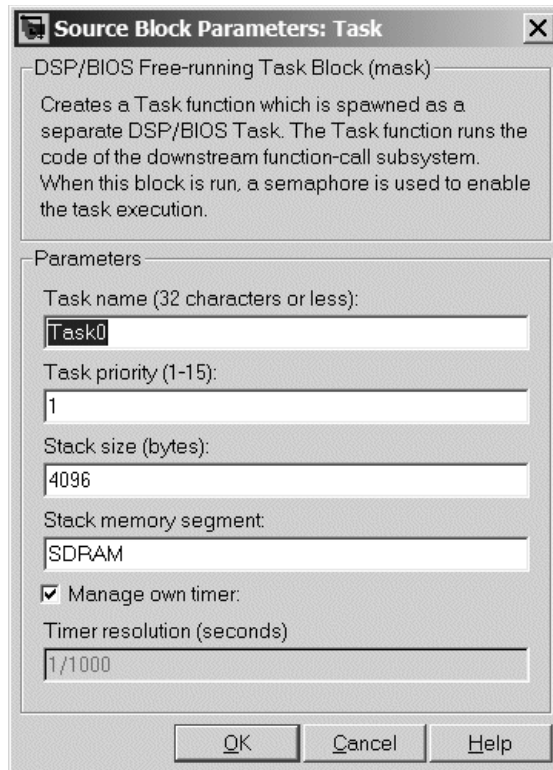 Source Block Parameters: Task
DSP/BIOS Free-running Task Block (mask)
Creates a Task function which is spawned as a
separate DSP/BIOS Task. The Task function runs the
code of the downstream function-call subsystem.
When this block is run, a semaphore is used to enable
the task execution.
Parameters
Task name (32 characters or less):
Task0
Task priority (1-15):
1
Stack size (bytes):
4096
Stack memory segment:
SDRAM
Manage own timer:
Timer resolution (seconds)
1/1000
OK Cancel Help